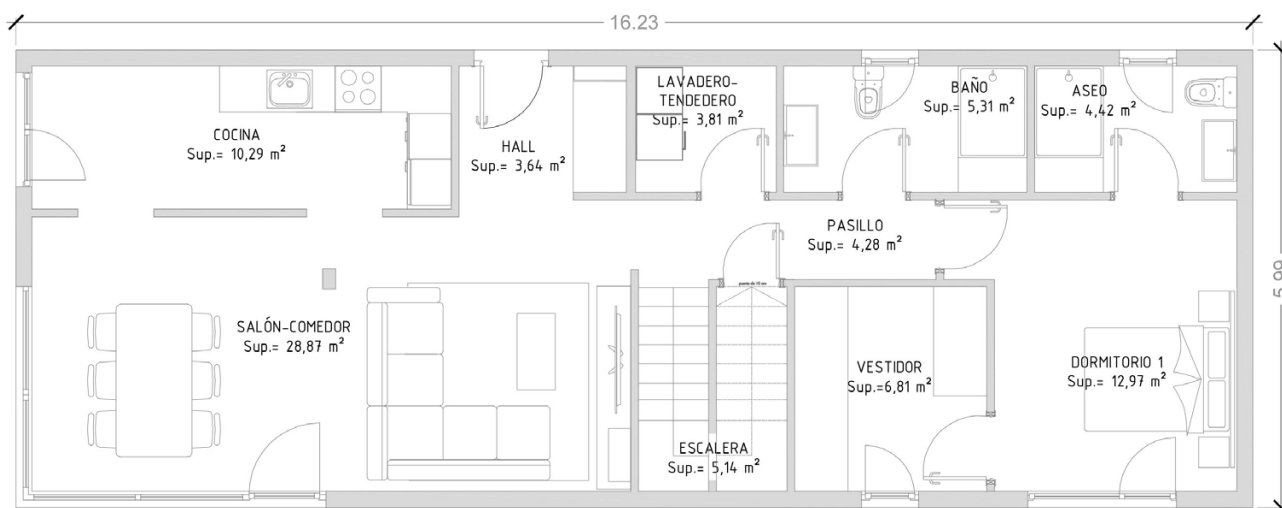 16.23
LAVADERO-
TENDEDERO
Sup.= 3,81 m²
BAÑO
Sup.= 5,31 m²
ASEO
Sup.= 4,42 m²
COCINA
Sup.= 10,29 m²
HALL
Sup.= 3,64 m²
PASILLO
Sup.= 4,28 m²
5.99
SALÓN-COMEDOR
Sup.= 28,87 m²
VESTIDOR
Sup.=6,81 m²
DORMITORIO 1
Sup.= 12,97 m²
ESCALERA
Sup.= 5,14 m²